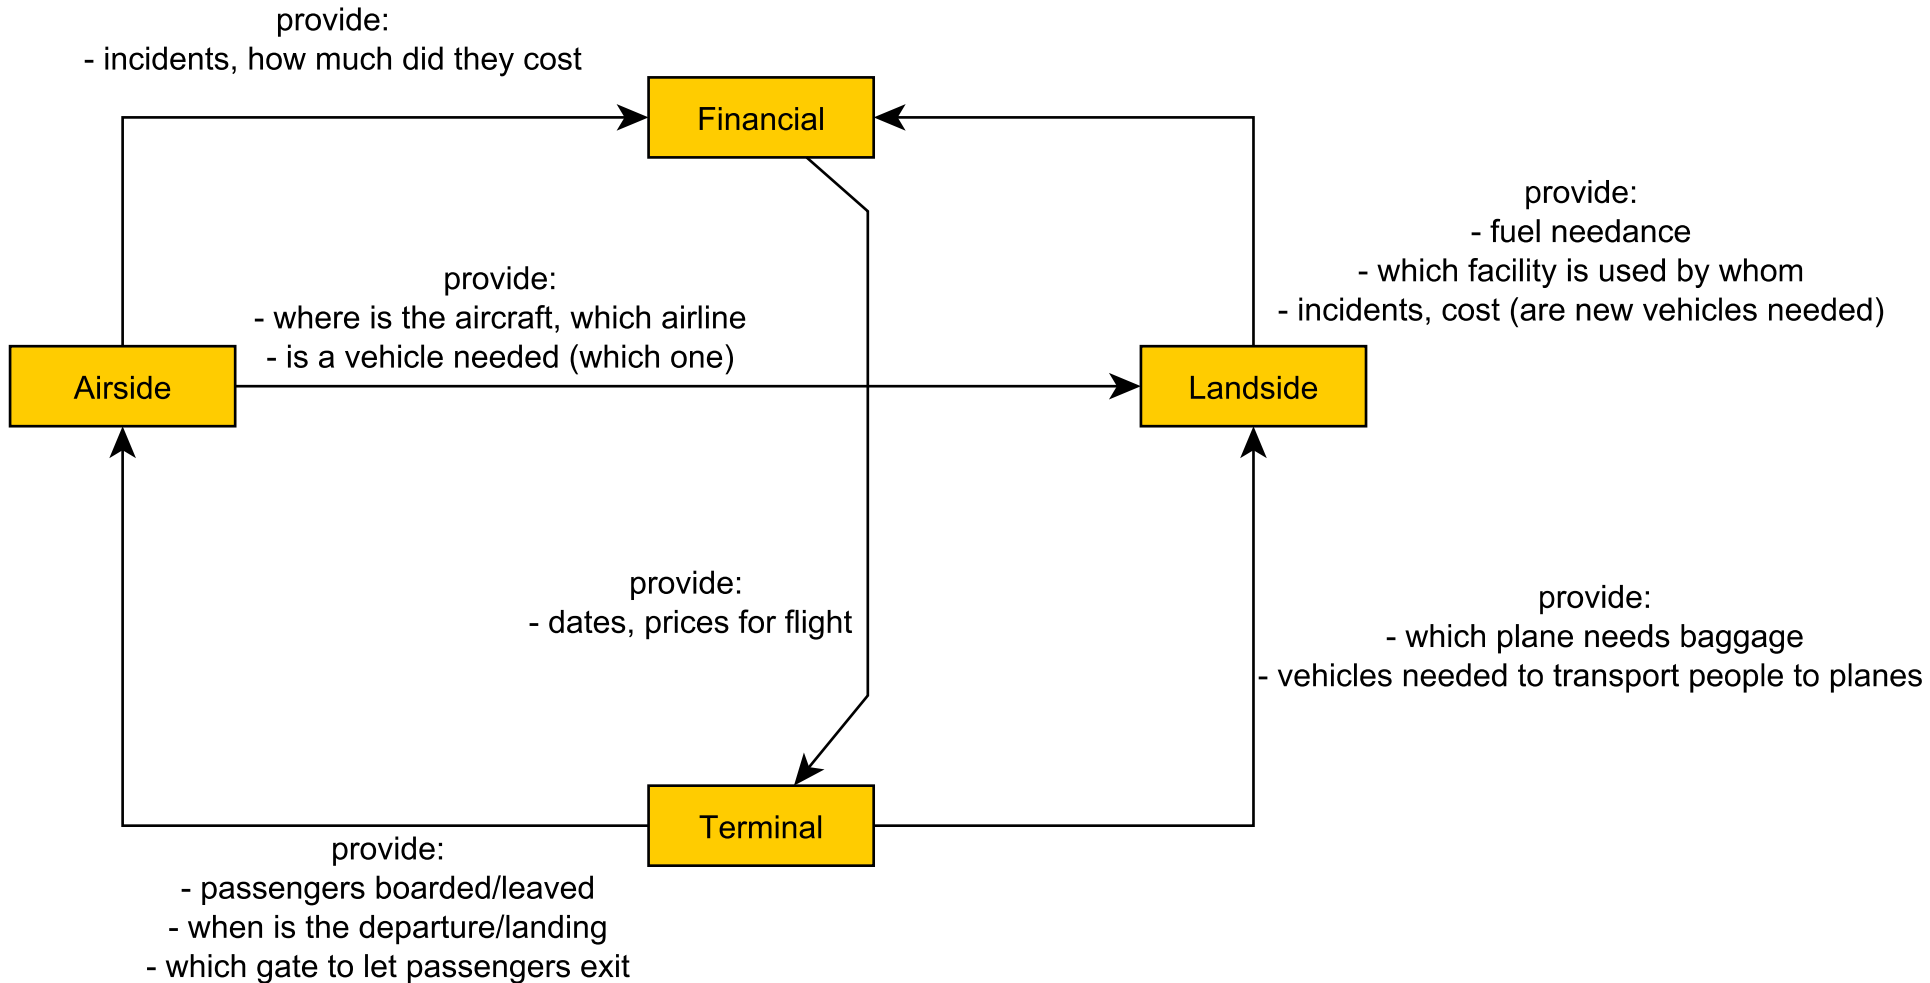 provide:
- incidents, how much did they cost
Financial
provide:
- fuel needance
- which facility is used by whom
- incidents, cost (are new vehicles needed)
provide:
- where is the aircraft, which airline
- is a vehicle needed (which one)
Airside
Landside
provide:
- dates, prices for flight
provide:
- which plane needs baggage
- vehicles needed to transport people to planes
Terminal
provide:
- passengers boarded/leaved
- when is the departure/landing
- which gate to let passengers exit